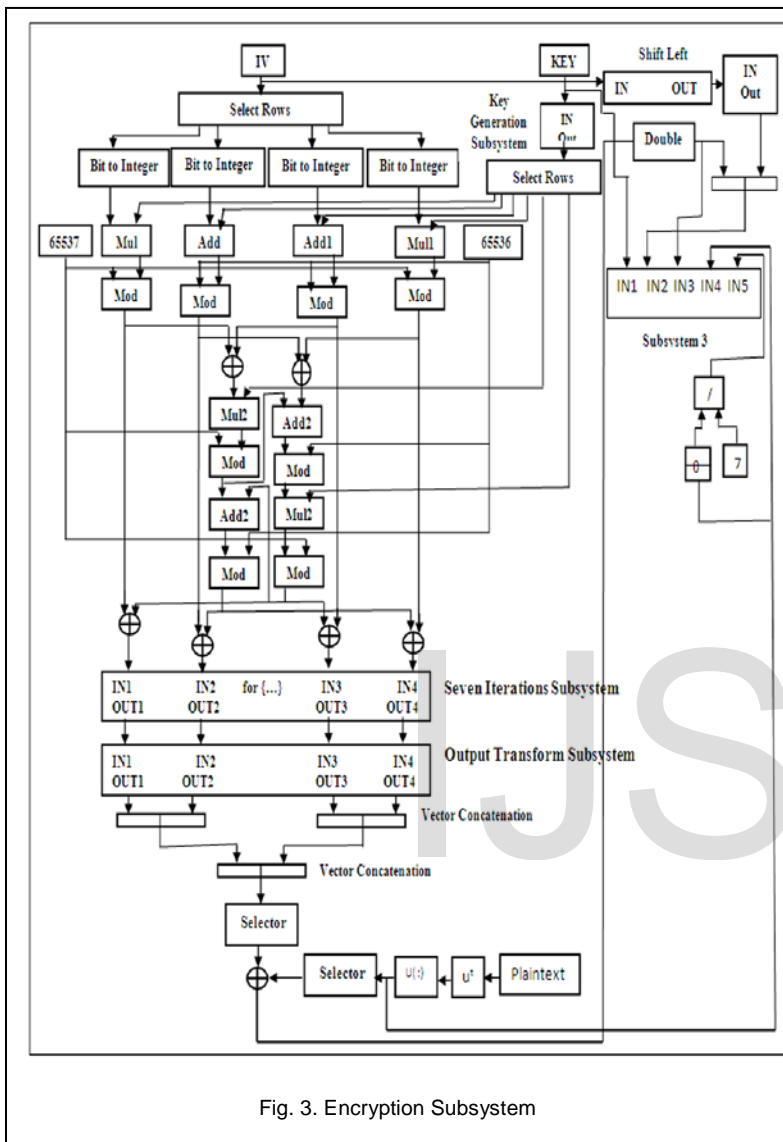 IV
KEY
Shift Left
IN OUT
IN
Out
Select Rows
Key
Generation
Subsystem
IN
Out
Double
Bit to Integer Bit to Integer Bit to Integer Bit to Integer
Select Rows
65537 Mul Add Add1 Mul1 65536
Mod Mod Mod Mod
IN1 IN2 IN3 IN4 IN5
Subsystem 3
/
0 7
Mul2 Add2
Mod Mod
Add2 Mul2
Mod Mod
IN1 IN2 for {...} IN3 IN4
OUT1 OUT2 OUT3 OUT4
Seven Iterations Subsystem
IN1 IN2 IN3 IN4
OUT1 OUT2 OUT3 OUT4
Output Transform Subsystem
Vector Concatenation
Vector Concatenation
Selector
Selector U(:) uᵗ Plaintext
IJS
Fig. 3. Encryption Subsystem